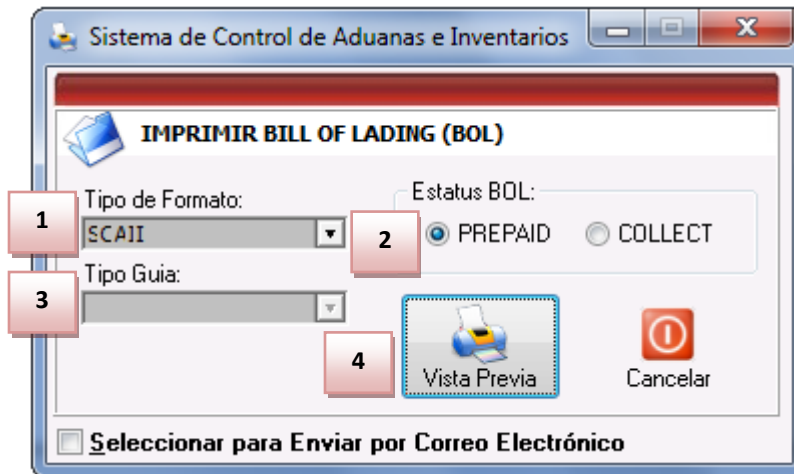 Sistema de Control de Aduanas e Inventarios
IMPRIMIR BILL OF LADING (BOL)
1
Tipo de Formato:
SCAII
2
Estatus BOL:
PREPAID
COLLECT
3
Tipo Guia:
4
Vista Previa
Cancelar
Seleccionar para Enviar por Correo Electrónico